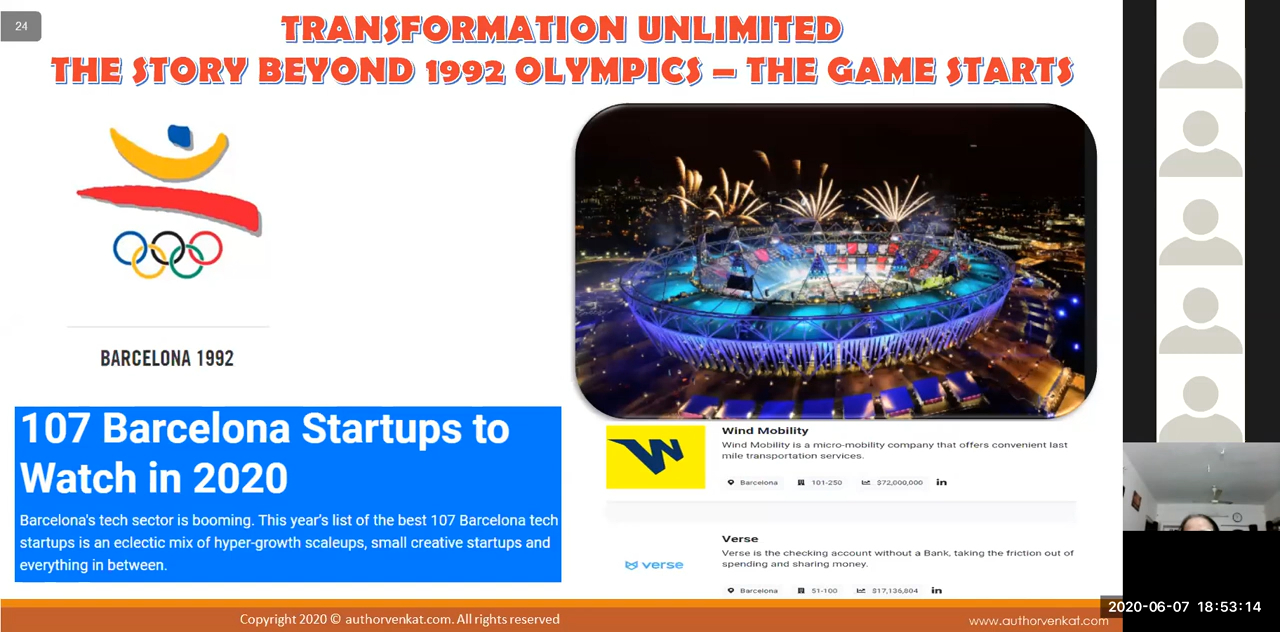 24
TRANSFORMATION UNLIMITED
THE STORY BEYOND 1992 OLYMPICS – THE GAME STARTS
BARCELONA 1992
107 Barcelona Startups to
Watch in 2020
Barcelona's tech sector is booming. This year's list of the best 107 Barcelona tech
startups is an eclectic mix of hyper-growth scaleups, small creative startups and
everything in between.
W
Wind Mobility
Wind Mobility is a micro-mobility company that offers convenient last
mile transportation services.
Barcelona 101-250 $72,000,000 in
verse
Verse
Verse is the checking account without a Bank, taking the friction out of
spending and sharing money.
Barcelona 51-100 $17,136,804 in
Copyright 2020 © authorvenkat.com. All rights reserved
www.authorvenkat.com
2020-06-07 18:53:14